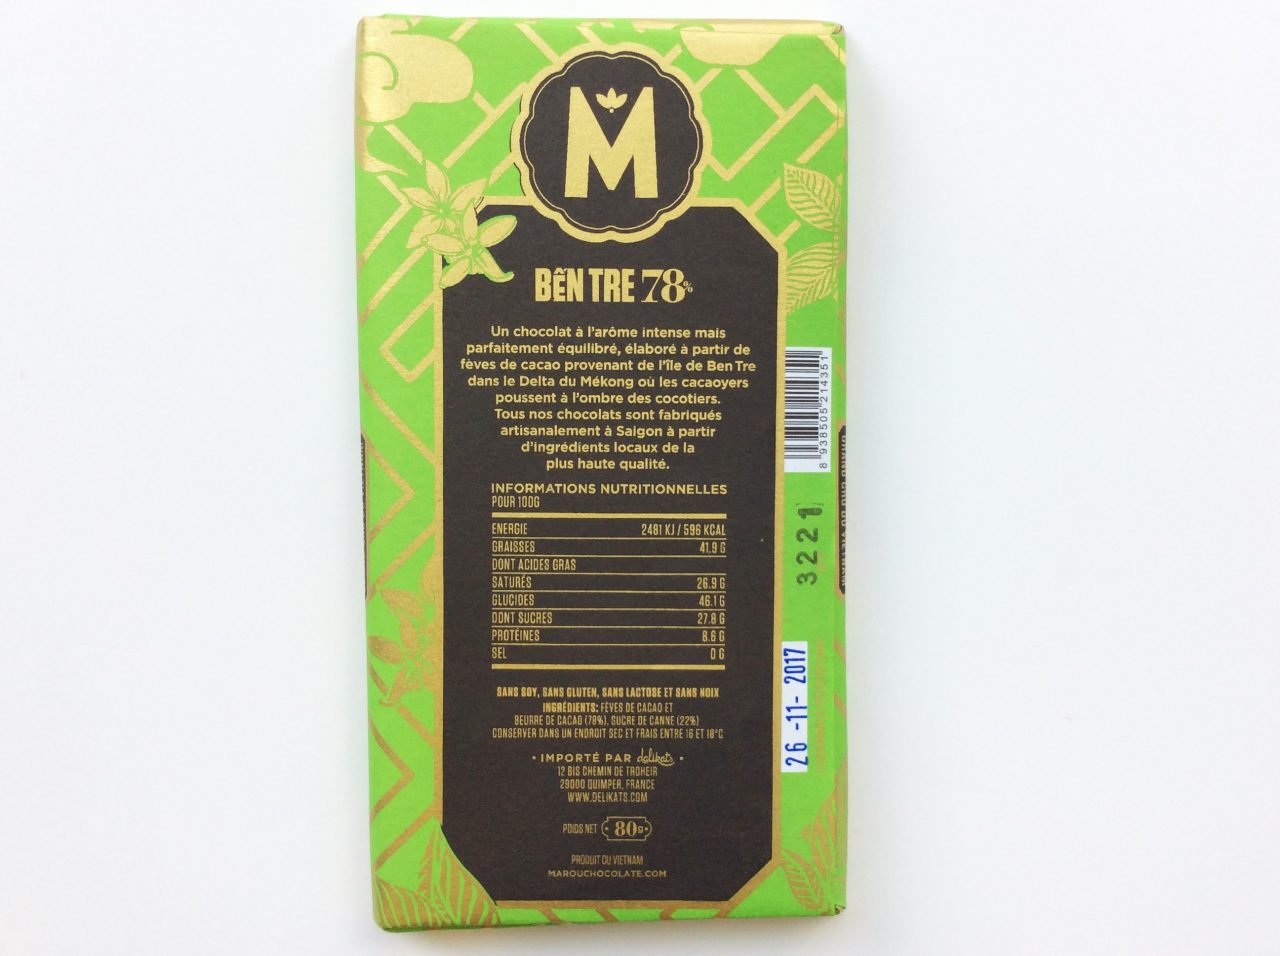 M
BẾN TRE 78%
Un chocolat à l'arôme intense mais
parfaitement équilibré, élaboré à partir de
fèves de cacao provenant de l'île de Ben Tre
dans le Delta du Mékong où les cacaoyers
poussent à l'ombre des cocotiers.
Tous nos chocolats sont fabriqués
artisanalement à Saigon à partir
d'ingrédients locaux de la
plus haute qualité.
INFORMATIONS NUTRITIONNELLES
POUR 100G
ENERGIE 2481 KJ / 596 KCAL
GRAISSES 41.9 G
DONT ACIDES GRAS
SATURÉS 26.9 G
GLUCIDES 46.1 G
DONT SUCRES 27.8 G
PROTÉINES 8.6 G
SEL 0 G
SANS SOY, SANS GLUTEN, SANS LACTOSE ET SANS NOIX
INGRÉDIENTS: FÈVES DE CACAO ET
BEURRE DE CACAO (78%), SUCRE DE CANNE (22%)
CONSERVER DANS UN ENDROIT SEC ET FRAIS ENTRE 16 ET 18°C
• IMPORTÉ PAR delikats •
12 BIS CHEMIN DE TROHEIR
29000 QUIMPER, FRANCE
WWW.DELIKATS.COM
POIDS NET 80g
PRODUIT DU VIETNAM
MAROUCHOCOLATE.COM
8 938505 214351
3221
26 -11- 2017